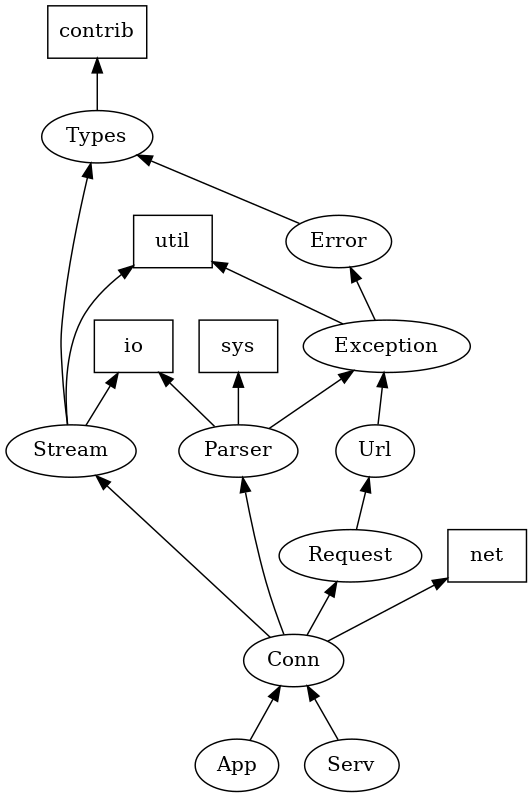 contrib
Types
util
Error
io
sys
Exception
Stream
Parser
Url
Request
net
Conn
App
Serv